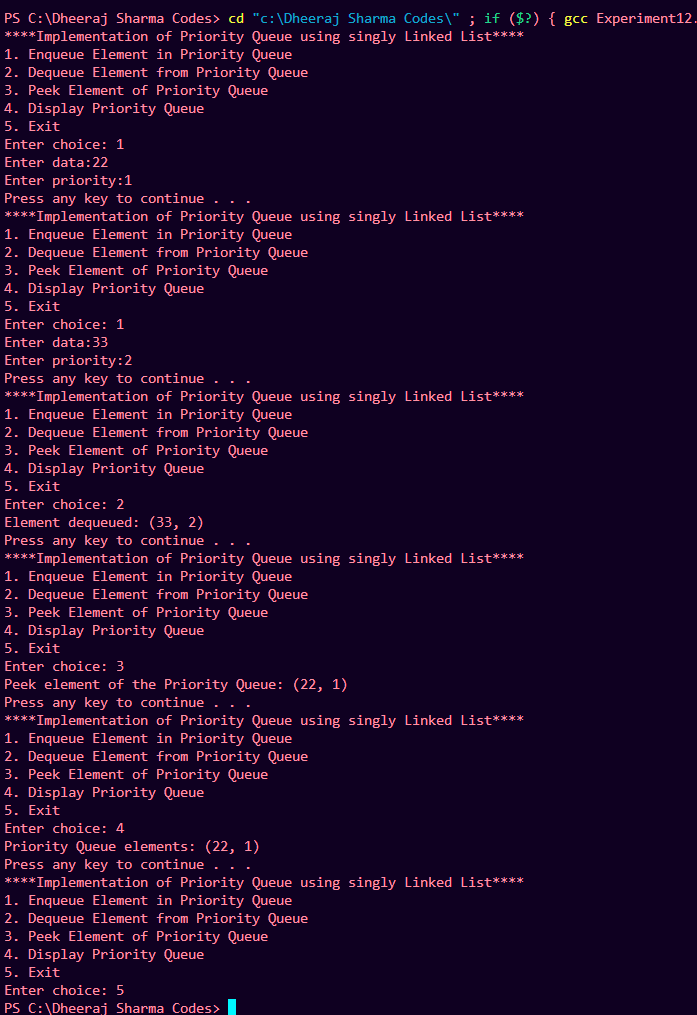 PS C:\Dheeraj Sharma Codes> cd "c:\Dheeraj Sharma Codes\" ; if ($?) { gcc Experiment12.
****Implementation of Priority Queue using singly Linked List****
1. Enqueue Element in Priority Queue
2. Dequeue Element from Priority Queue
3. Peek Element of Priority Queue
4. Display Priority Queue
5. Exit
Enter choice: 1
Enter data:22
Enter priority:1
Press any key to continue . . .
****Implementation of Priority Queue using singly Linked List****
1. Enqueue Element in Priority Queue
2. Dequeue Element from Priority Queue
3. Peek Element of Priority Queue
4. Display Priority Queue
5. Exit
Enter choice: 1
Enter data:33
Enter priority:2
Press any key to continue . . .
****Implementation of Priority Queue using singly Linked List****
1. Enqueue Element in Priority Queue
2. Dequeue Element from Priority Queue
3. Peek Element of Priority Queue
4. Display Priority Queue
5. Exit
Enter choice: 2
Element dequeued: (33, 2)
Press any key to continue . . .
****Implementation of Priority Queue using singly Linked List****
1. Enqueue Element in Priority Queue
2. Dequeue Element from Priority Queue
3. Peek Element of Priority Queue
4. Display Priority Queue
5. Exit
Enter choice: 3
Peek element of the Priority Queue: (22, 1)
Press any key to continue . . .
****Implementation of Priority Queue using singly Linked List****
1. Enqueue Element in Priority Queue
2. Dequeue Element from Priority Queue
3. Peek Element of Priority Queue
4. Display Priority Queue
5. Exit
Enter choice: 4
Priority Queue elements: (22, 1)
Press any key to continue . . .
****Implementation of Priority Queue using singly Linked List****
1. Enqueue Element in Priority Queue
2. Dequeue Element from Priority Queue
3. Peek Element of Priority Queue
4. Display Priority Queue
5. Exit
Enter choice: 5
PS C:\Dheeraj Sharma Codes>